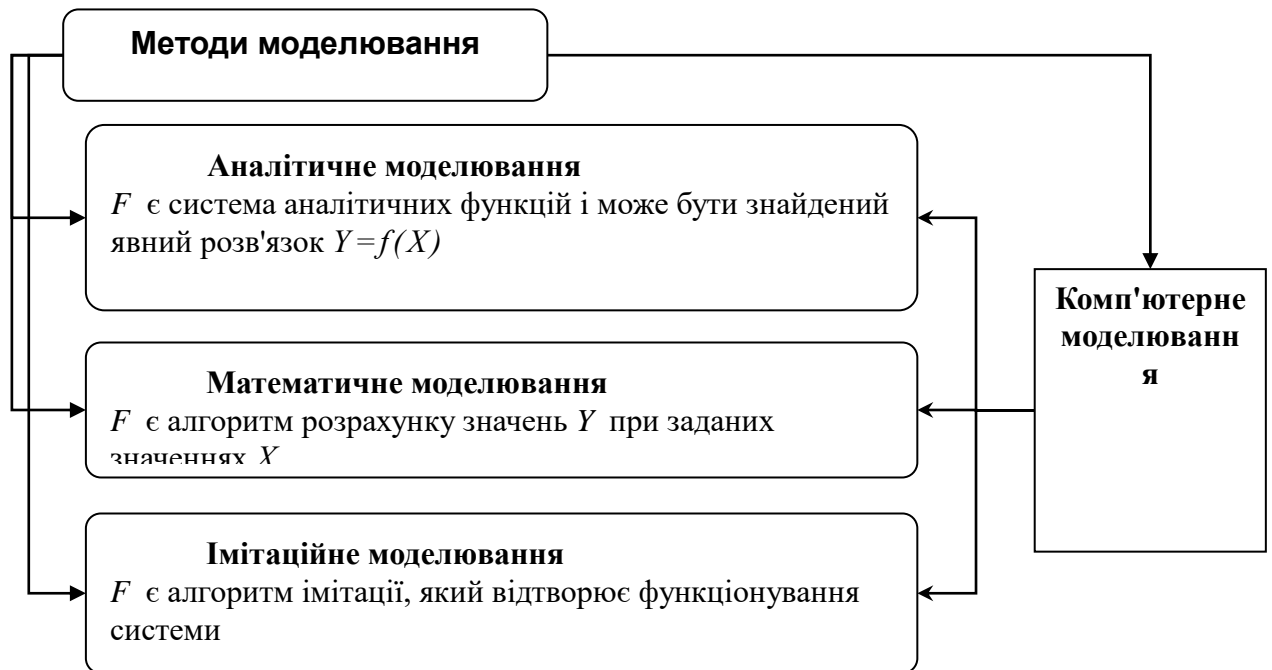 Методи моделювання
Аналітичне моделювання
F є система аналітичних функцій і може бути знайдений
явний розв'язок Y=f(X)
Математичне моделювання
F є алгоритм розрахунку значень Y при заданих
значеннях X
Імітаційне моделювання
F є алгоритм імітації, який відтворює функціонування
системи
Комп'ютерне
моделюванн
я